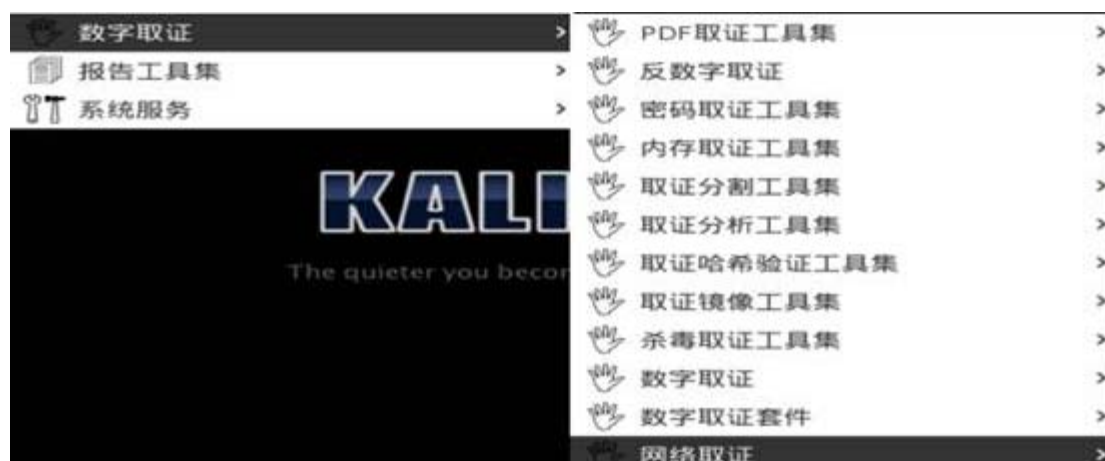 数字取证
报告工具集
系统服务
KALI
The quieter you becom
PDF取证工具集
反数字取证
密码取证工具集
内存取证工具集
取证分割工具集
取证分析工具集
取证哈希验证工具集
取证镜像工具集
杀毒取证工具集
数字取证
数字取证套件
网络取证